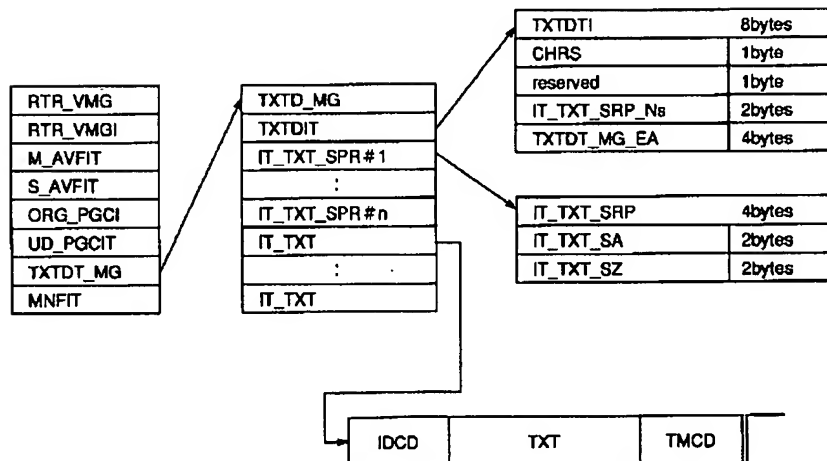 RTR_VMG
RTR_VMGI
M_AVFIT
S_AVFIT
ORG_PGCI
UD_PGCIT
TXTDT_MG
MNFIT
TXTD_MG
TXTDIT
IT_TXT_SPR#1
:
IT_TXT_SPR#n
IT_TXT
:
IT_TXT
TXTDTI 8bytes
CHRS 1byte
reserved 1byte
IT_TXT_SRP_Ns 2bytes
TXTDT_MG_EA 4bytes
IT_TXT_SRP 4bytes
IT_TXT_SA 2bytes
IT_TXT_SZ 2bytes
IDCD TXT TMCD